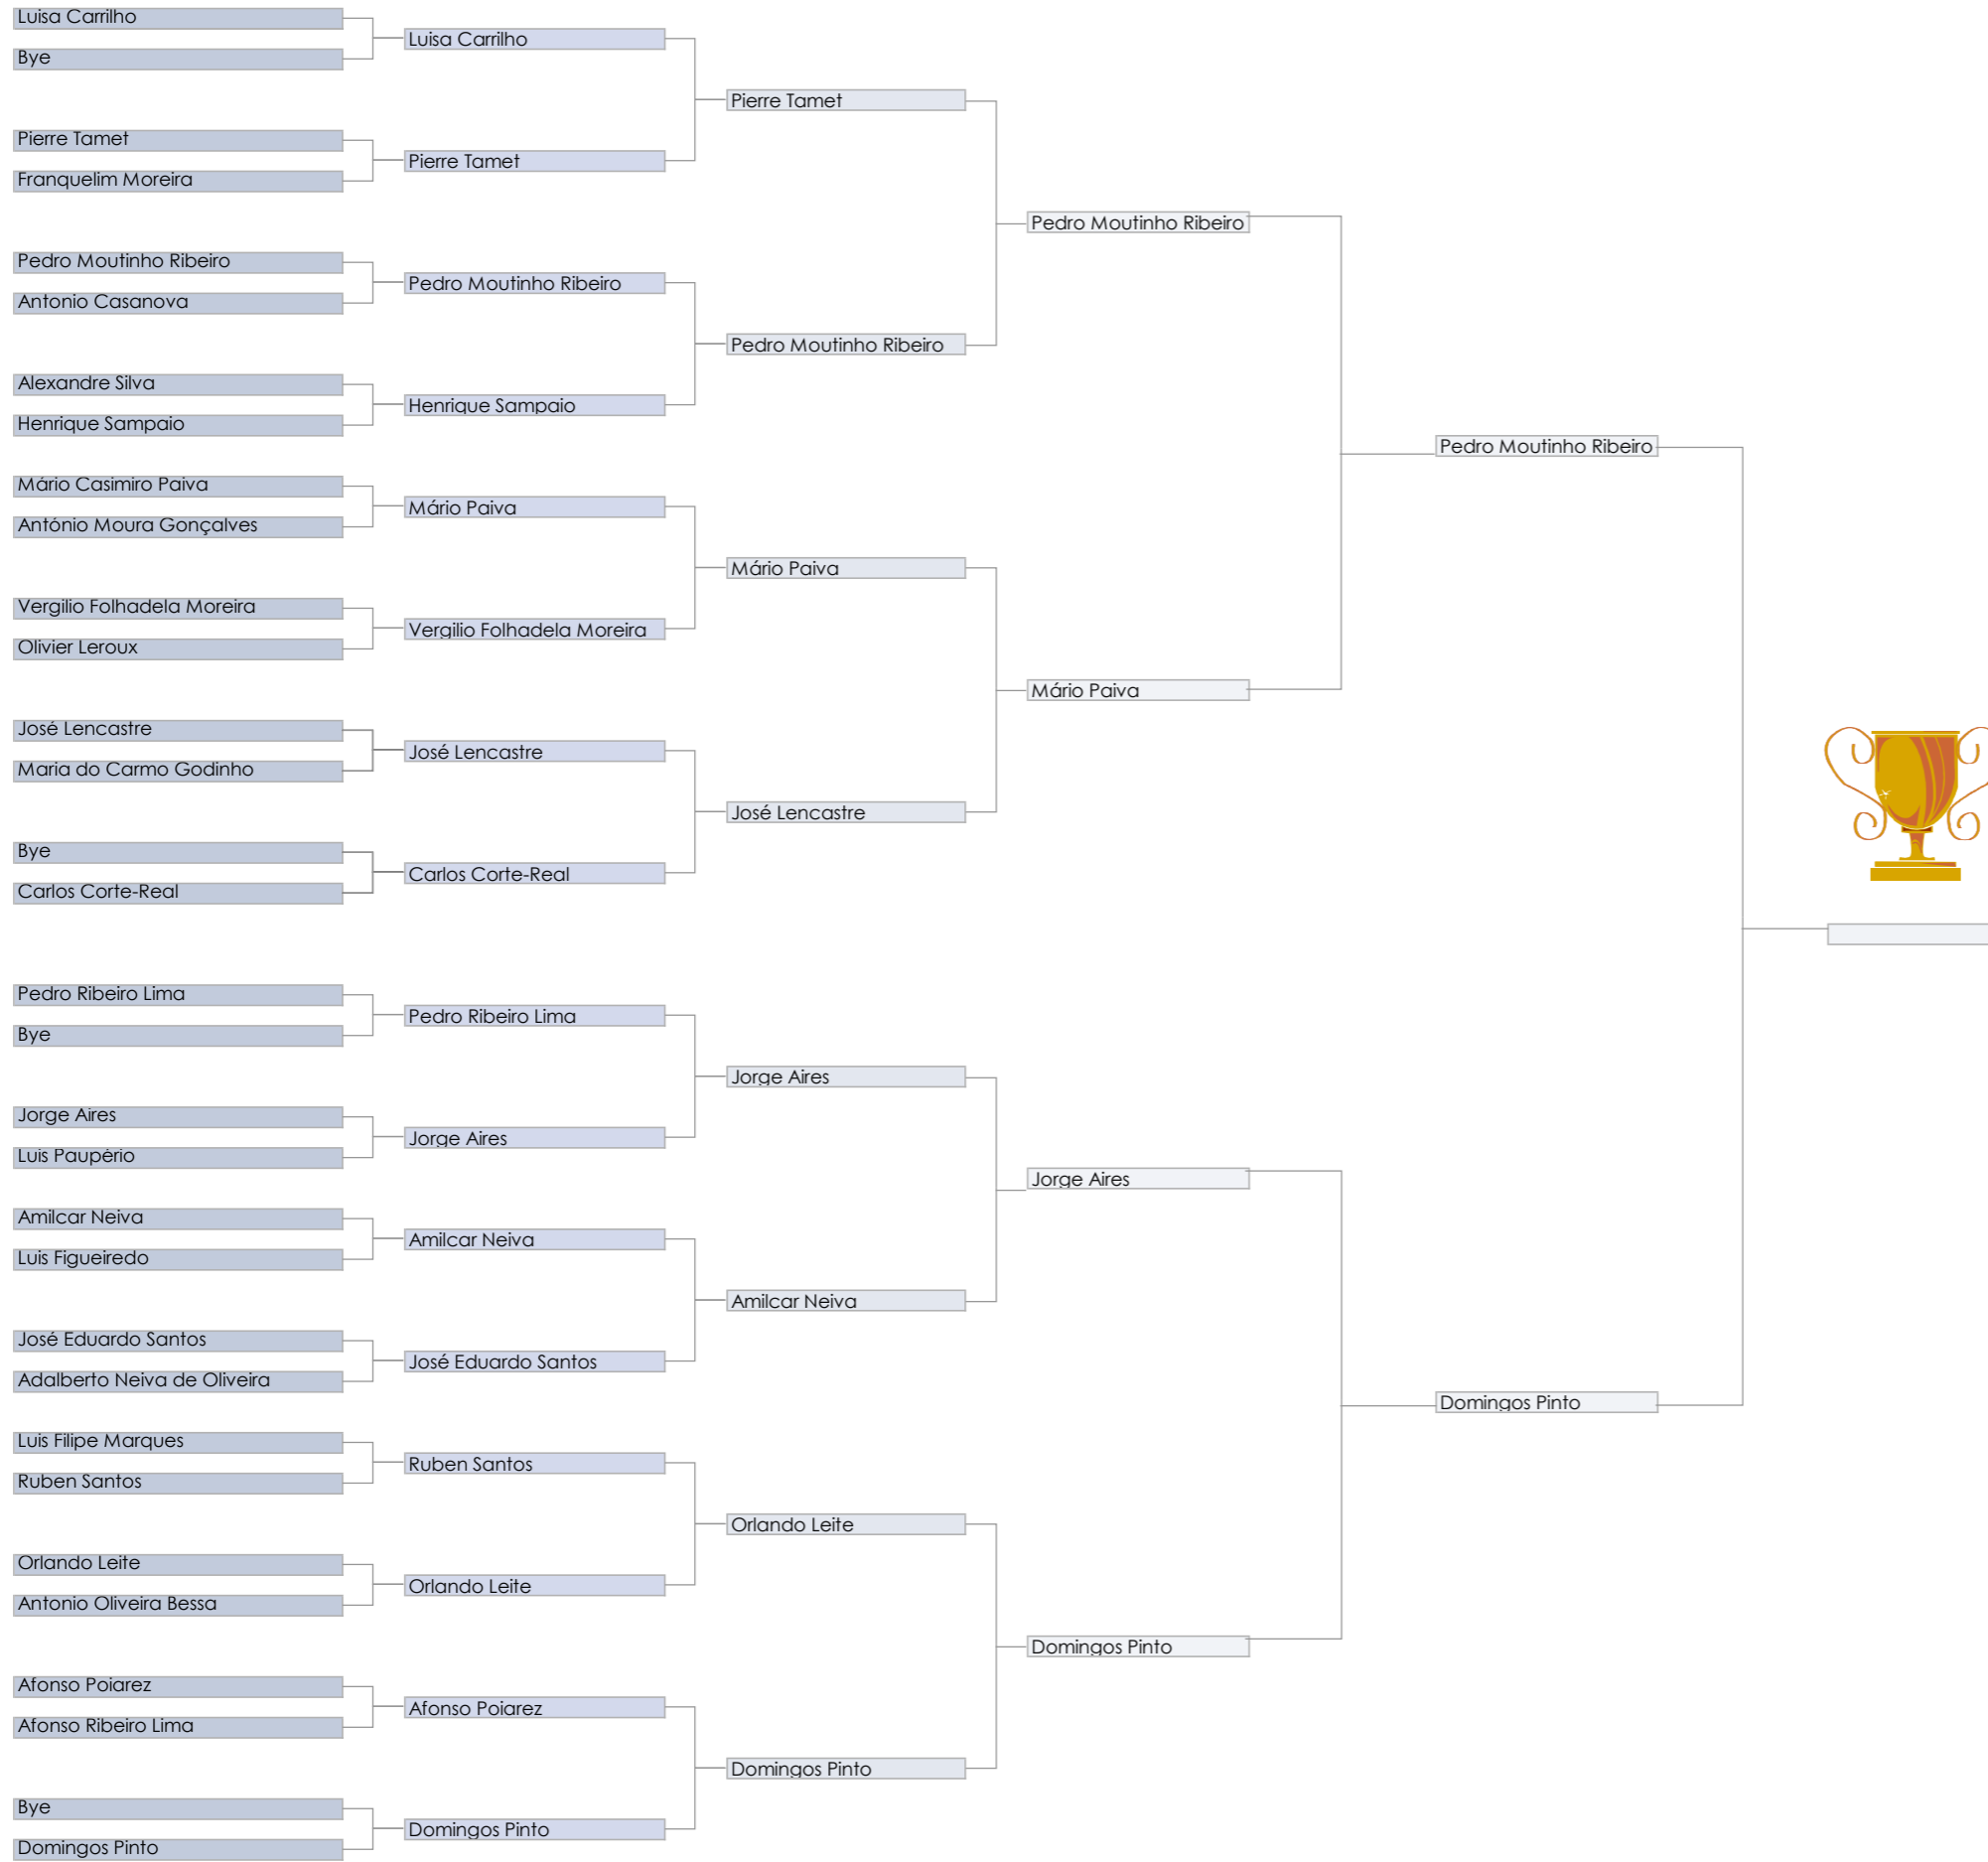 Luisa Carrilho
Bye
Pierre Tamet
Franquelim Moreira
Pedro Moutinho Ribeiro
Antonio Casanova
Alexandre Silva
Henrique Sampaio
Mário Casimiro Paiva
António Moura Gonçalves
Vergilio Folhadela Moreira
Olivier Leroux
José Lencastre
Maria do Carmo Godinho
Bye
Carlos Corte-Real
Pedro Ribeiro Lima
Bye
Jorge Aires
Luis Paupério
Amilcar Neiva
Luis Figueiredo
José Eduardo Santos
Adalberto Neiva de Oliveira
Luis Filipe Marques
Ruben Santos
Orlando Leite
Antonio Oliveira Bessa
Afonso Poiarez
Afonso Ribeiro Lima
Bye
Domingos Pinto
Luisa Carrilho
Pierre Tamet
Pedro Moutinho Ribeiro
Henrique Sampaio
Mário Paiva
Vergilio Folhadela Moreira
José Lencastre
Carlos Corte-Real
Pedro Ribeiro Lima
Jorge Aires
Amilcar Neiva
José Eduardo Santos
Ruben Santos
Orlando Leite
Afonso Poiarez
Domingos Pinto
Pierre Tamet
Pedro Moutinho Ribeiro
Mário Paiva
José Lencastre
Jorge Aires
Amilcar Neiva
Orlando Leite
Domingos Pinto
Pedro Moutinho Ribeiro
Mário Paiva
Jorge Aires
Domingos Pinto
Pedro Moutinho Ribeiro
Domingos Pinto